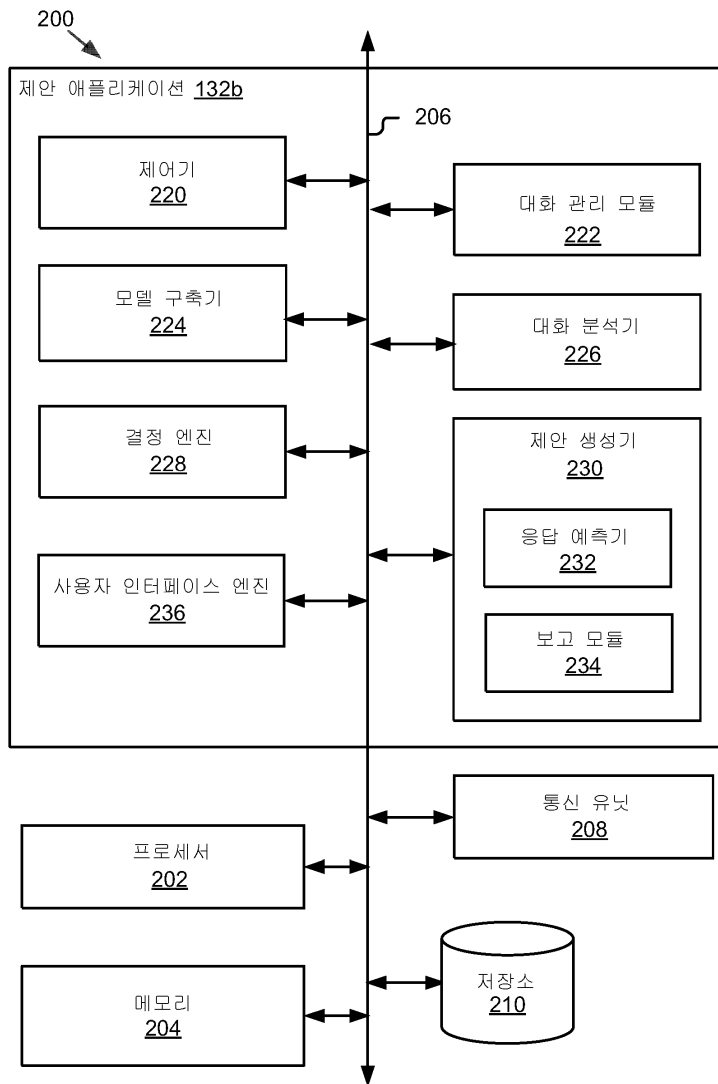 200
제안 애플리케이션 132b
206
제어기
220
대화 관리 모듈
222
모델 구축기
224
대화 분석기
226
결정 엔진
228
제안 생성기
230
응답 예측기
232
사용자 인터페이스 엔진
236
보고 모듈
234
통신 유닛
208
프로세서
202
저장소
210
메모리
204